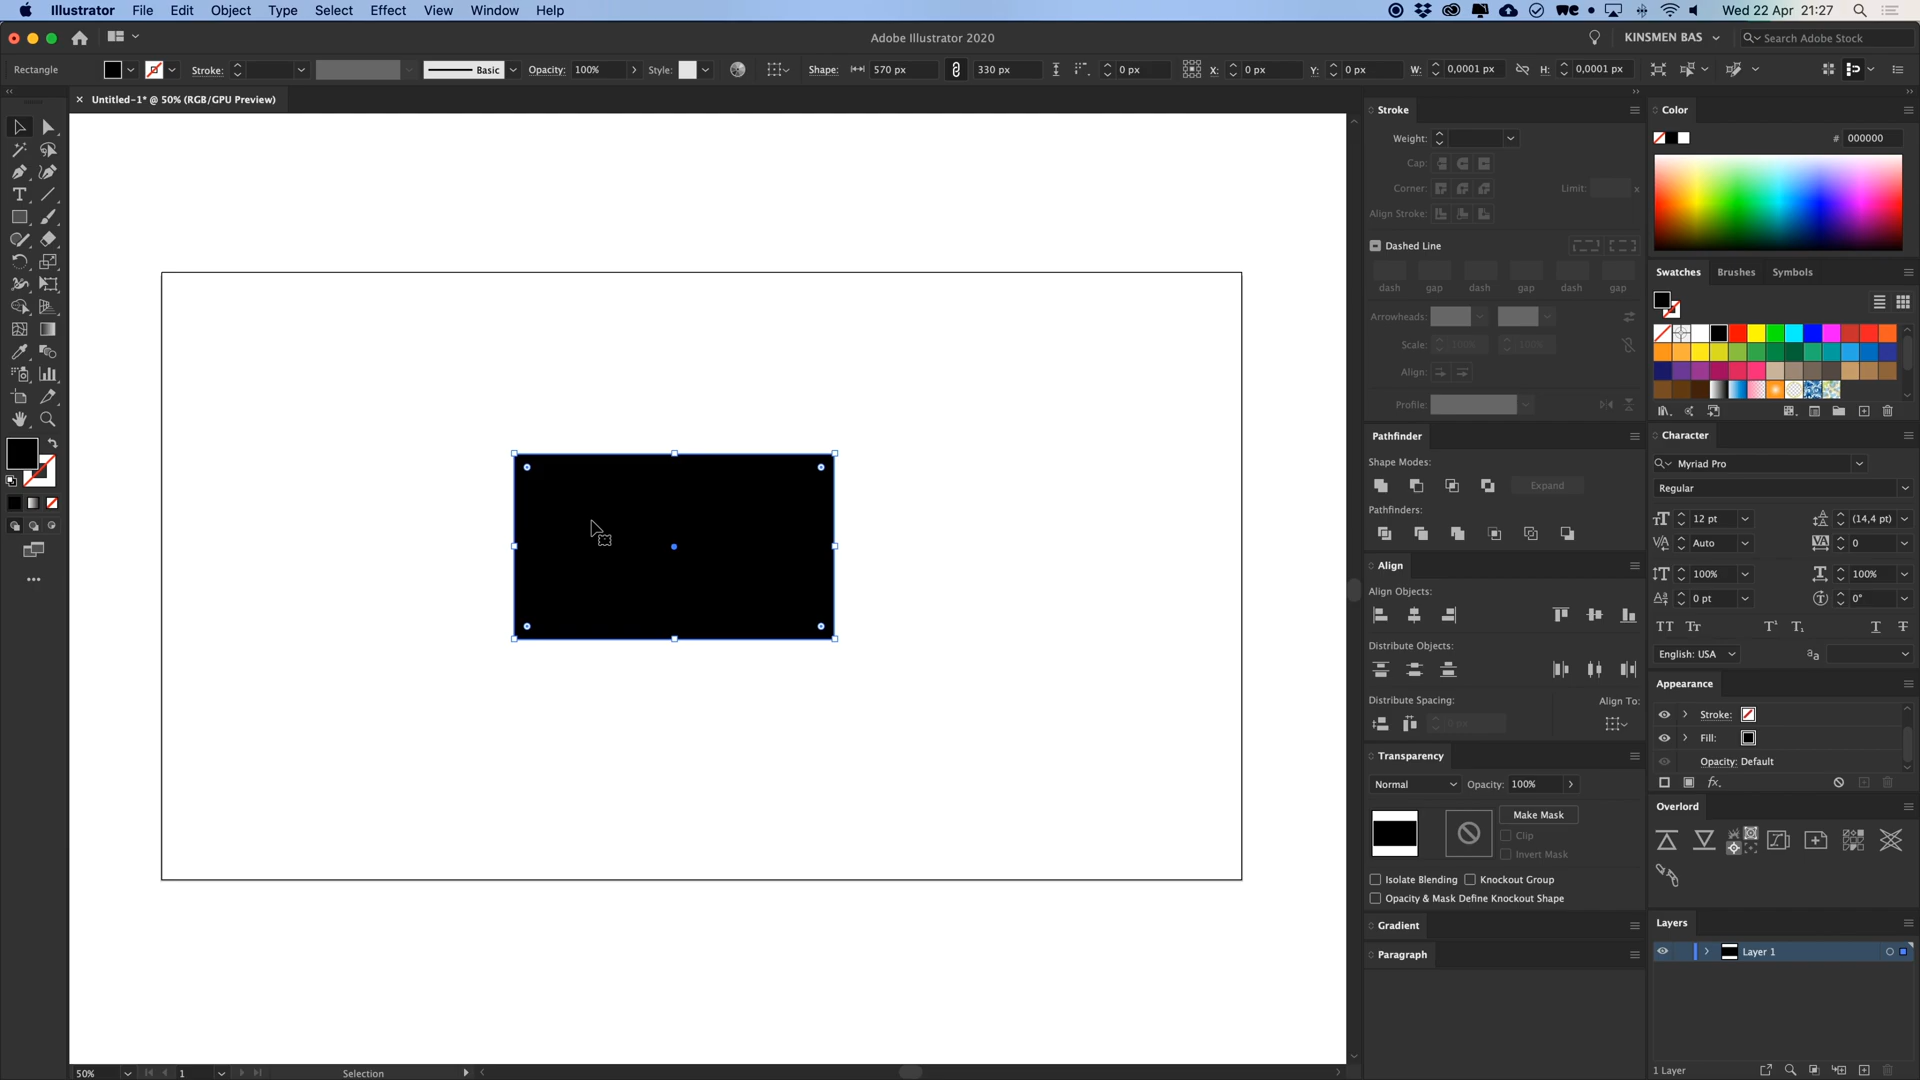 Illustrator File Edit Object Type Select Effect View Window Help Wed 22 Apr 21:27
Adobe Illustrator 2020 KINSMEN BAS Search Adobe Stock
Rectangle Stroke: Basic Opacity: 100% Style: Shape: 570 px 330 px 0 px X: 0 px Y: 0 px W: 0,0001 px H: 0,0001 px
Untitled-1* @ 50% (RGB/GPU Preview)
Stroke
Weight:
Cap:
Corner: Limit: x
Align Stroke:
Dashed Line
dash gap dash gap dash gap
Arrowheads:
Scale: 100% 100%
Align:
Profile:
Pathfinder
Shape Modes:
Expand
Pathfinders:
Align
Align Objects:
Distribute Objects:
Distribute Spacing: Align To:
0 px
Transparency
Normal Opacity: 100%
Make Mask
Clip
Invert Mask
Isolate Blending Knockout Group
Opacity & Mask Define Knockout Shape
Gradient
Paragraph
Color
# 000000
Swatches Brushes Symbols
Character
Myriad Pro
Regular
12 pt (14,4 pt)
Auto 0
100% 100%
0 pt 0°
English: USA
Appearance
Stroke:
Fill:
Opacity: Default
Overlord
Layers
Layer 1
1 Layer
50% 1 Selection